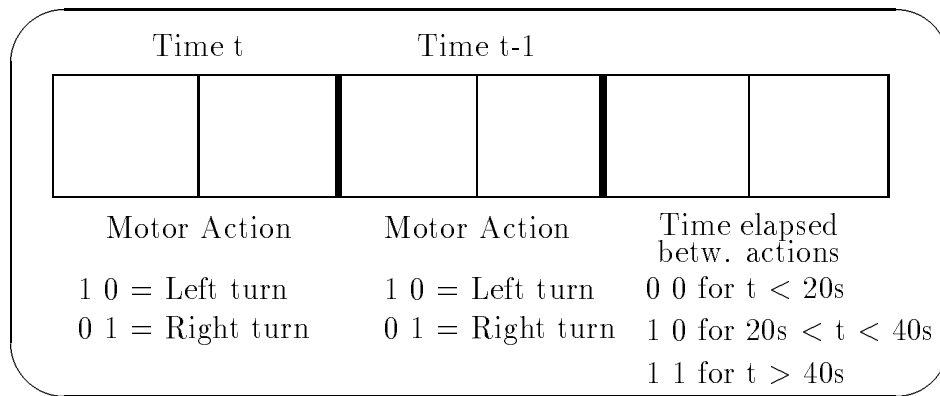 Time t Time t-1
Motor Action Motor Action Time elapsed
betw. actions
1 0 = Left turn 1 0 = Left turn 0 0 for t < 20s
0 1 = Right turn 0 1 = Right turn 1 0 for 20s < t < 40s
1 1 for t > 40s